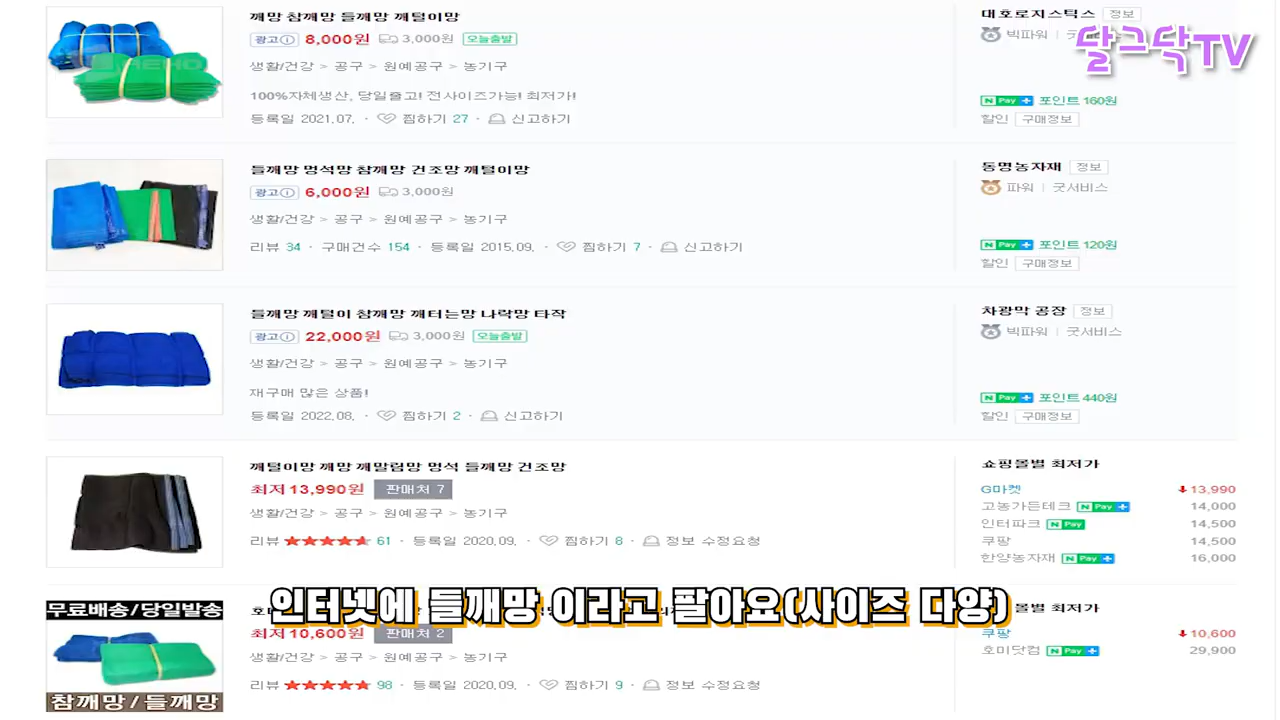 깨망 참깨망 들깨망 깨털이망
광고 8,000원 3,000원 오늘출발
생활/건강 > 공구 > 원예공구 > 농기구
100%자체생산, 당일출고! 전사이즈가능! 최저가!
등록일 2021.07. · 찜하기 27 · 신고하기
대호로지스틱스 정보
빅파워
달그닥TV
N Pay + 포인트 160원
할인 구매정보
들깨망 멍석망 참깨망 건조망 깨털이망
광고 6,000원 3,000원
생활/건강 > 공구 > 원예공구 > 농기구
리뷰 34 · 구매건수 154 · 등록일 2015.09. · 찜하기 7 · 신고하기
동명농자재 정보
파워 | 굿서비스
N Pay + 포인트 120원
할인 구매정보
들깨망 깨털이 참깨망 깨터는망 나락망 타작
광고 22,000원 3,000원 오늘출발
생활/건강 > 공구 > 원예공구 > 농기구
재구매 많은 상품!
등록일 2022.08. · 찜하기 2 · 신고하기
차광막 공장 정보
빅파워 | 굿서비스
N Pay + 포인트 440원
할인 구매정보
깨털이망 깨망 깨말림망 멍석 들깨망 건조망
최저 13,990원 판매처 7
생활/건강 > 공구 > 원예공구 > 농기구
리뷰 ★★★★★ 61 · 등록일 2020.09. · 찜하기 8 · 정보 수정요청
쇼핑몰별 최저가
G마켓 13,990
고농가든테크 N Pay + 14,000
인터파크 N Pay 14,500
쿠팡 14,500
한양농자재 N Pay + 16,000
인터넷에 들깨망 이라고 팔아요(사이즈 다양)
무료배송/당일발송
참깨망/들깨망
최저 10,600원 판매처 2
생활/건강 > 공구 > 원예공구 > 농기구
리뷰 ★★★★★ 98 · 등록일 2020.09. · 찜하기 9 · 정보 수정요청
몰별 최저가
쿠팡 10,600
호미닷컴 N Pay + 29,900